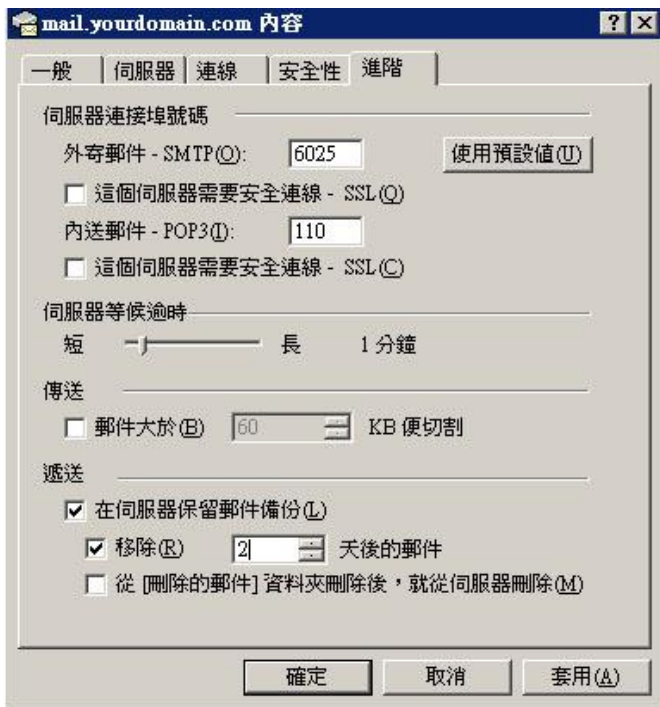 mail.yourdomain.com 內容
一般 伺服器 連線 安全性 進階
伺服器連接埠號碼
外寄郵件 - SMTP(O): 6025 使用預設值(U)
這個伺服器需要安全連線 - SSL(Q)
內送郵件 - POP3(I): 110
這個伺服器需要安全連線 - SSL(C)
伺服器等候逾時
短 長 1 分鐘
傳送
郵件大於(B) 60 KB 便切割
遞送
在伺服器保留郵件備份(L)
移除(R) 2 天後的郵件
從 [刪除的郵件] 資料夾刪除後，就從伺服器刪除(M)
確定 取消 套用(A)